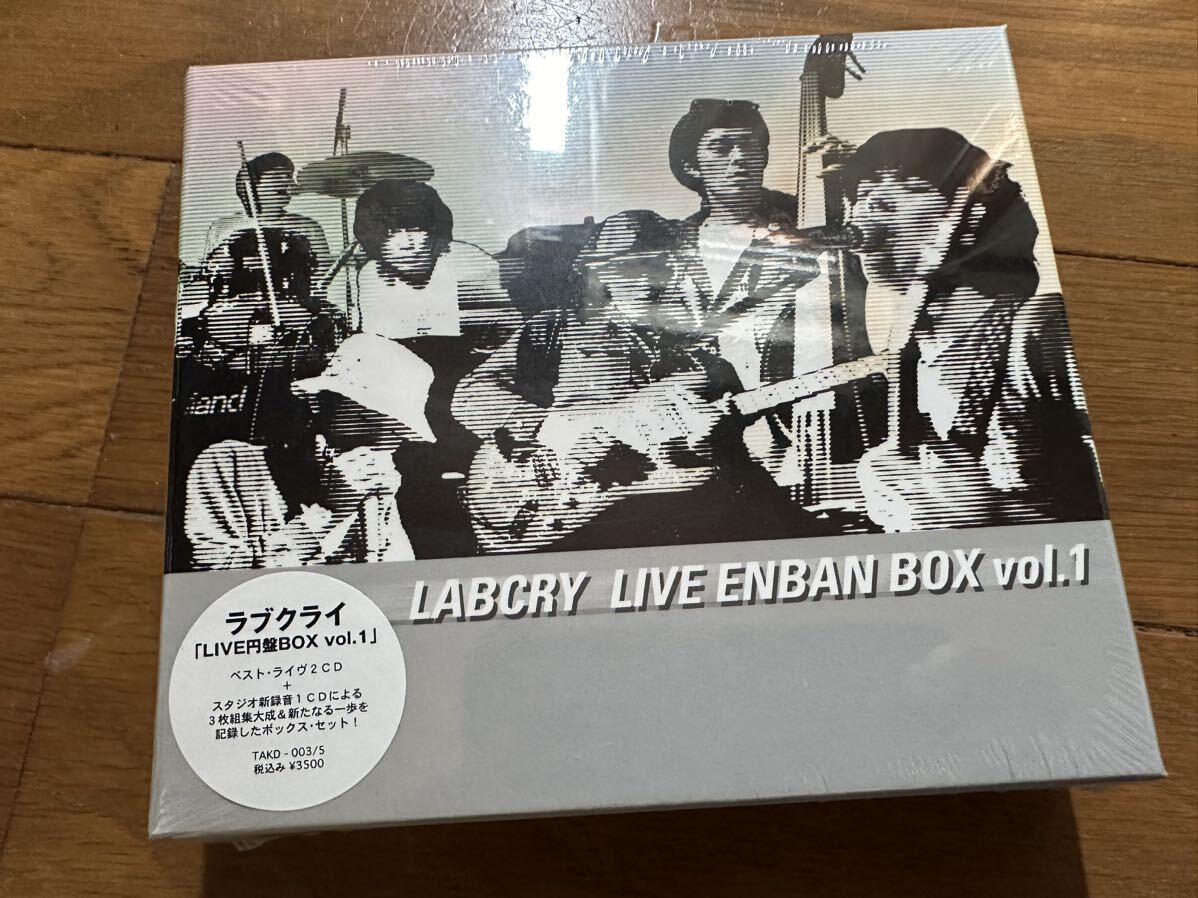 iand
LABCRY LIVE ENBAN BOX vol.1
ラブクライ
「LIVE円盤BOX vol.1」
ベスト・ライヴ2CD
+
スタジオ新録音1CDによる
3枚組集大成&新たなる一歩を
記録したボックス・セット!
TAKD - 003/5
税込み ¥3500